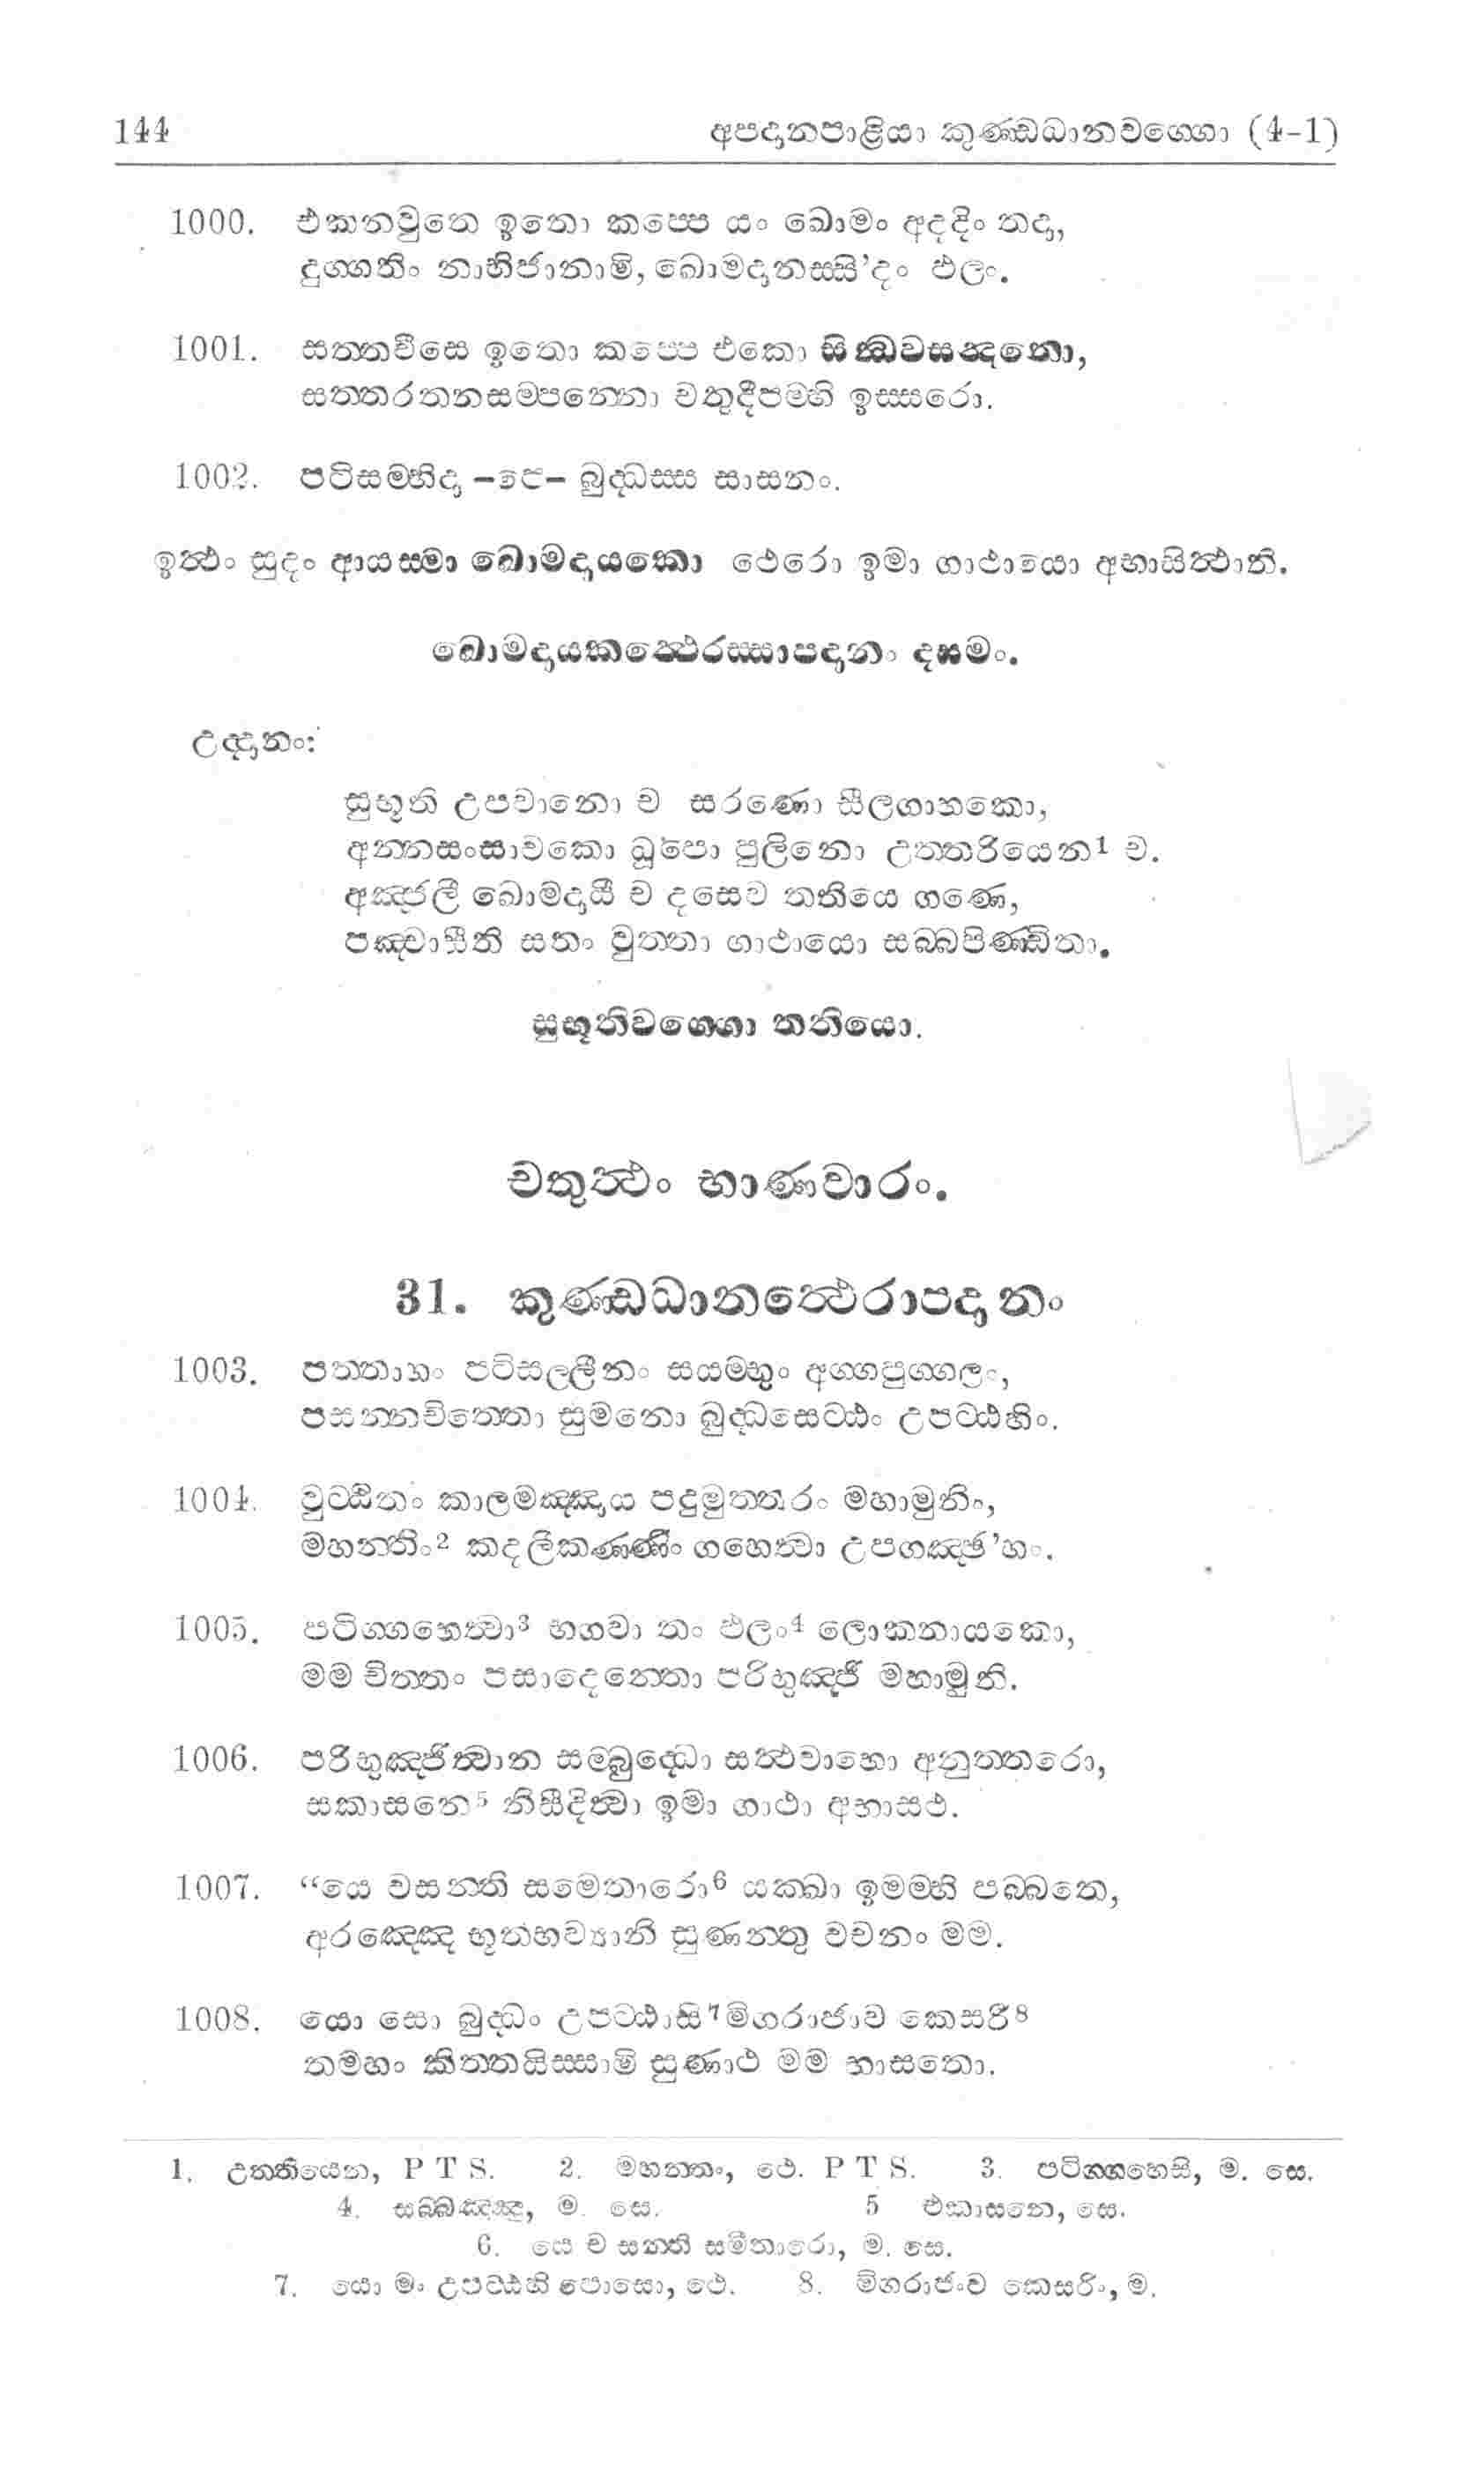 144 අපදානපාළියා කුණ්ඩධානවග්ගො (4-1)
1000. එකනවුතෙ ඉතො කප්පෙ යං ඛොමං අදදිං තදා,
දුග්ගතිං නාභිජානාමි, ඛොමදානස්සි’දං ඵලං.
1001. සත්තවීසෙ ඉතො කප්පෙ එකො සින්ධවසඤ්ඤනො,
සත්තරතනසම්පන්නො චතුදීපම්හි ඉස්සරො.
1002. පටිසම්භිදා –පෙ– බුද්ධස්ස සාසනං.
ඉත්ථං සුදං ආයස්මා ඛොමදායකො ථෙරො ඉමා ගාථායො අභාසිත්ථාති.
ඛොමදායකත්ථෙරස්සාපදානං දසමං.
උද්දානං:
සුභූති උපවානො ච සරණො සීලගාහකො,
අන්නසංසාවකො ධූපො පුලිනො උත්තරියෙන1 ච.
අඤ්ජලී ඛොමදායී ච දසෙව තතියෙ ගණෙ,
පඤ්චාසීති සතං වුත්තා ගාථායො සබ්බපිණ්ඩිතා.
සුභූතිවග්ගො තතියො.
චතුත්ථං භාණවාරං.
31. කුණ්ඩධානත්ථෙරාපදානං
1003. සත්තාහං පටිසල්ලීනං සයම්භුං අග්ගපුග්ගලං,
පසන්නචිත්තො සුමනො බුද්ධසෙට්ඨං උපට්ඨහිං.
1004. වුට්ඨිතං කාලමඤ්ඤාය පදුමුත්තරං මහාමුනිං,
මහන්තිං2 කදලීකණ්ණිං ගහෙත්වා උපගඤ්ඡ’හං.
1005. පටිග්ගහෙත්වා3 භගවා තං ඵලං4 ලොකනායකො,
මම චිත්තං පසාදෙන්තො පරිභුඤ්ජි මහාමුනි.
1006. පරිභුඤ්ජිත්වාන සම්බුද්ධො සත්ථවාහො අනුත්තරො,
සකාසනෙ5 නිසීදිත්වා ඉමා ගාථා අභාසථ.
1007. “යෙ වසන්ති සමෙතාරො6 යක්ඛා ඉමම්හි පබ්බතෙ,
අරඤ්ඤෙ භූතභව්‍යානි සුණන්තු වචනං මම.
1008. යො සො බුද්ධං උපට්ඨාසි7 මිගරාජාව කෙසරී8
තමහං කිත්තයිස්සාමි සුණාථ මම භාසතො.
1. උත්තියෙන, P T S. 2. මහන්තං, ථෙ. P T S. 3. පටිග්ගහෙසි, ම. සෙ.
4. සබ්බඤ්ඤූ, ම. සෙ. 5 එකාසනෙ, සෙ.
6. යෙ ච සන්ති සමීතාරො, ම. සෙ.
7. යො මං උපට්ඨහි පොසො, ථෙ. 8. මිගරාජංව කෙසරිං, ම.